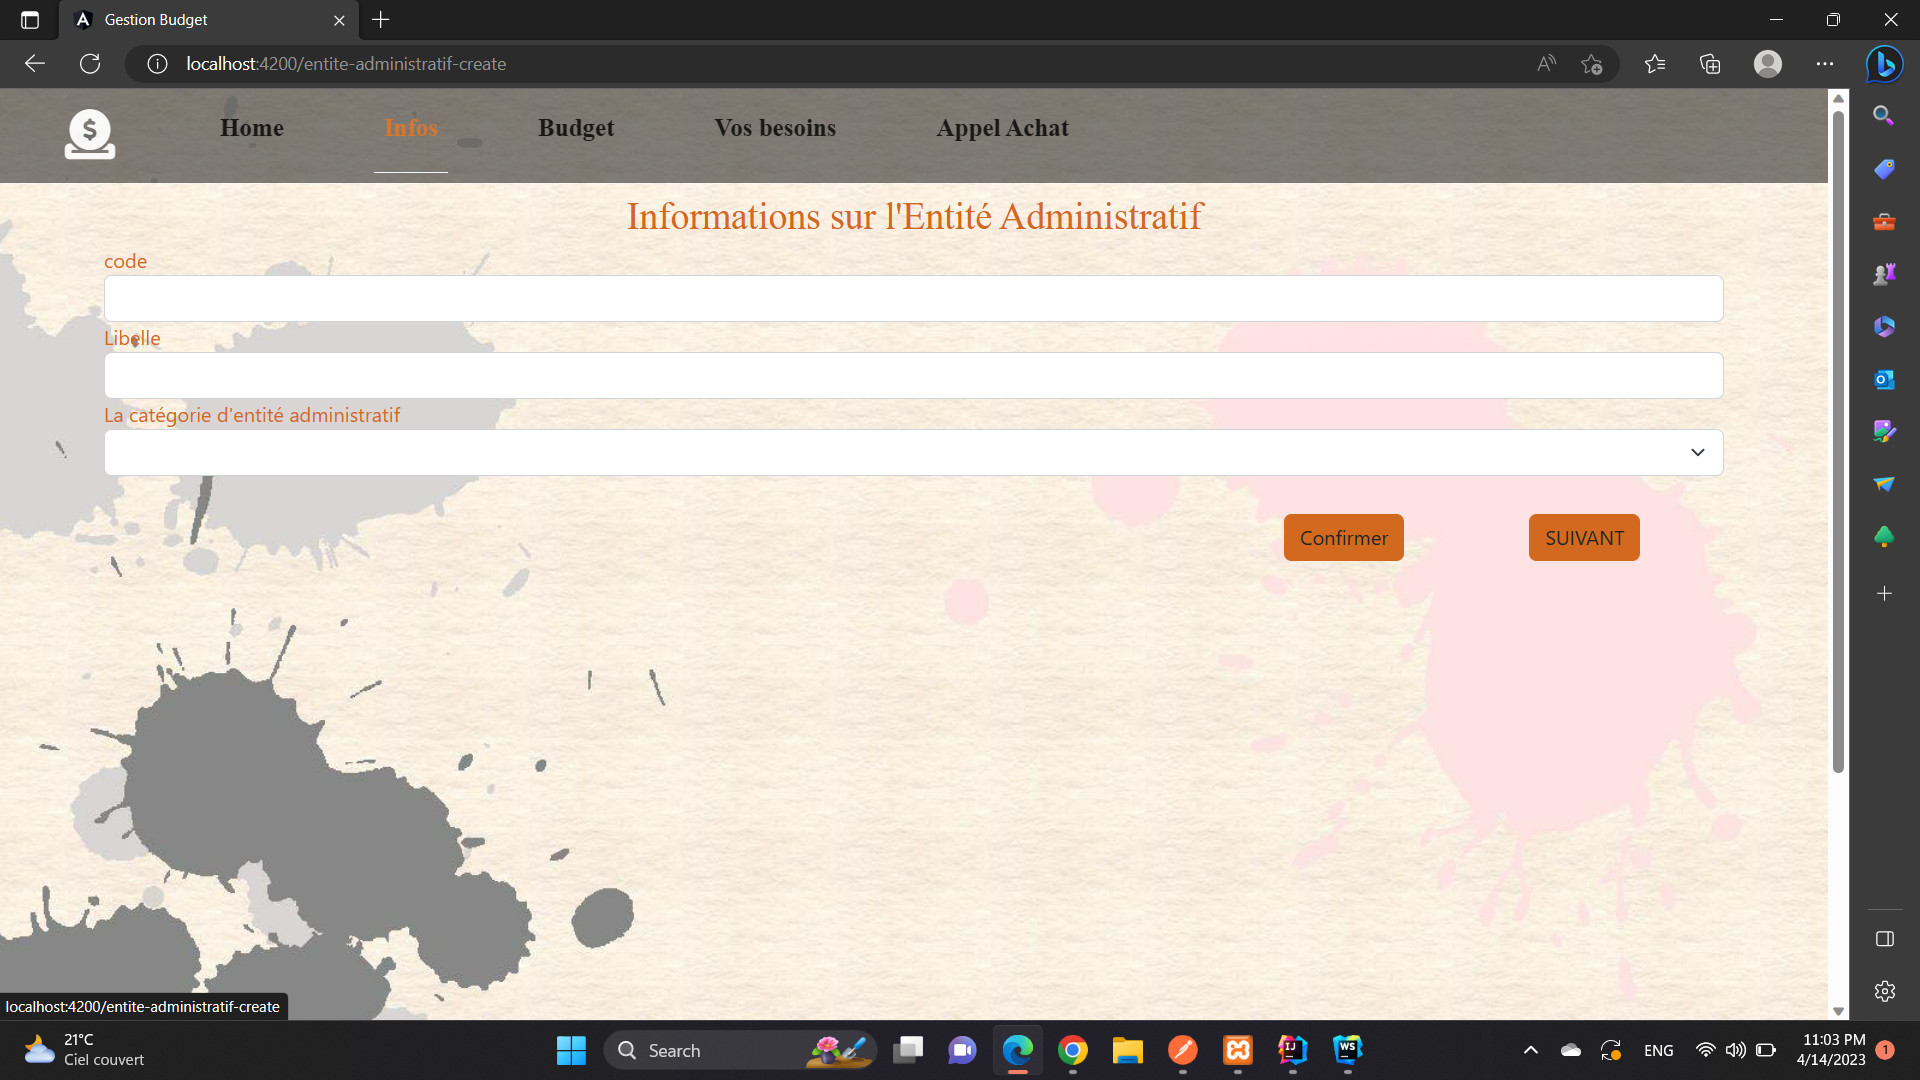 Gestion Budget
localhost:4200/entite-administratif-create
Home Infos Budget Vos besoins Appel Achat
Informations sur l'Entité Administratif
code
Libelle
La catégorie d'entité administratif
Confirmer SUIVANT
localhost:4200/entite-administratif-create
21°C
Ciel couvert
Search
ENG
11:03 PM
4/14/2023
1